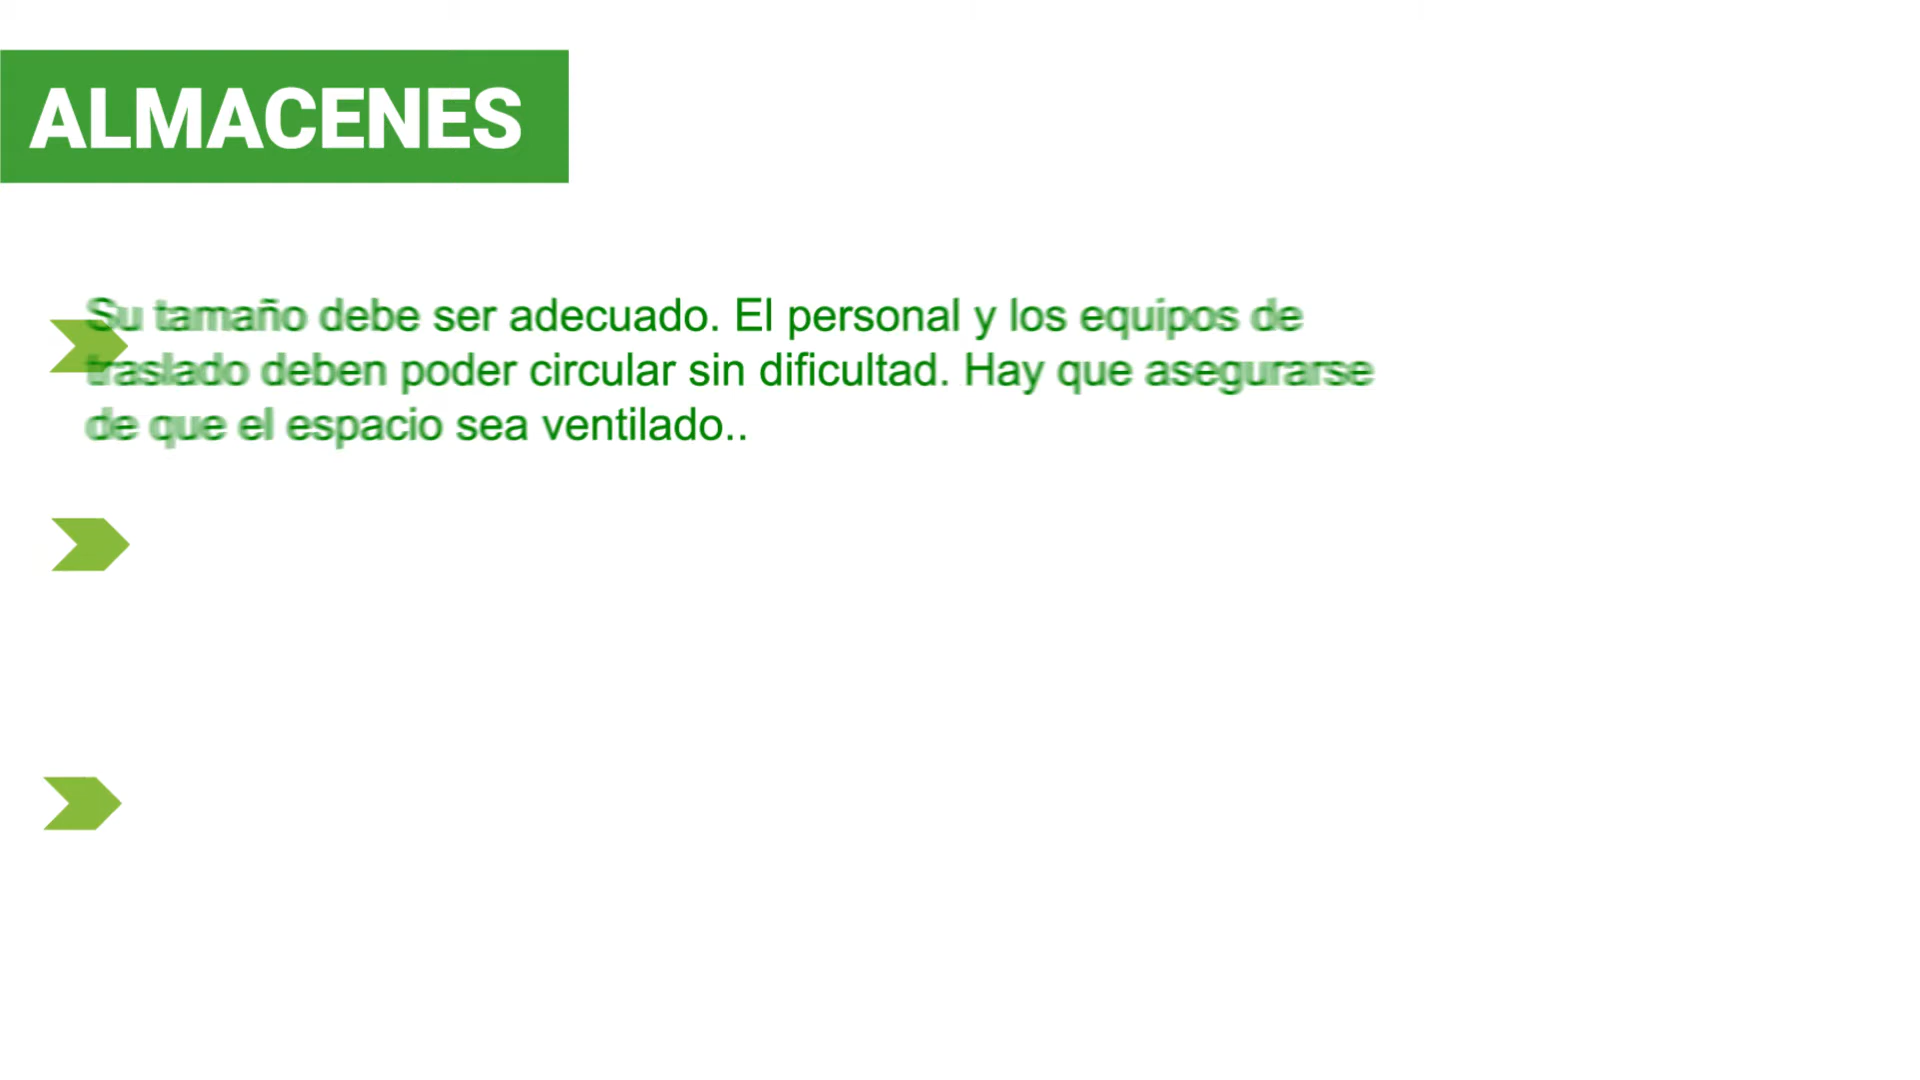 ALMACENES
Su tamaño debe ser adecuado. El personal y los equipos de
traslado deben poder circular sin dificultad. Hay que asegurarse
de que el espacio sea ventilado..